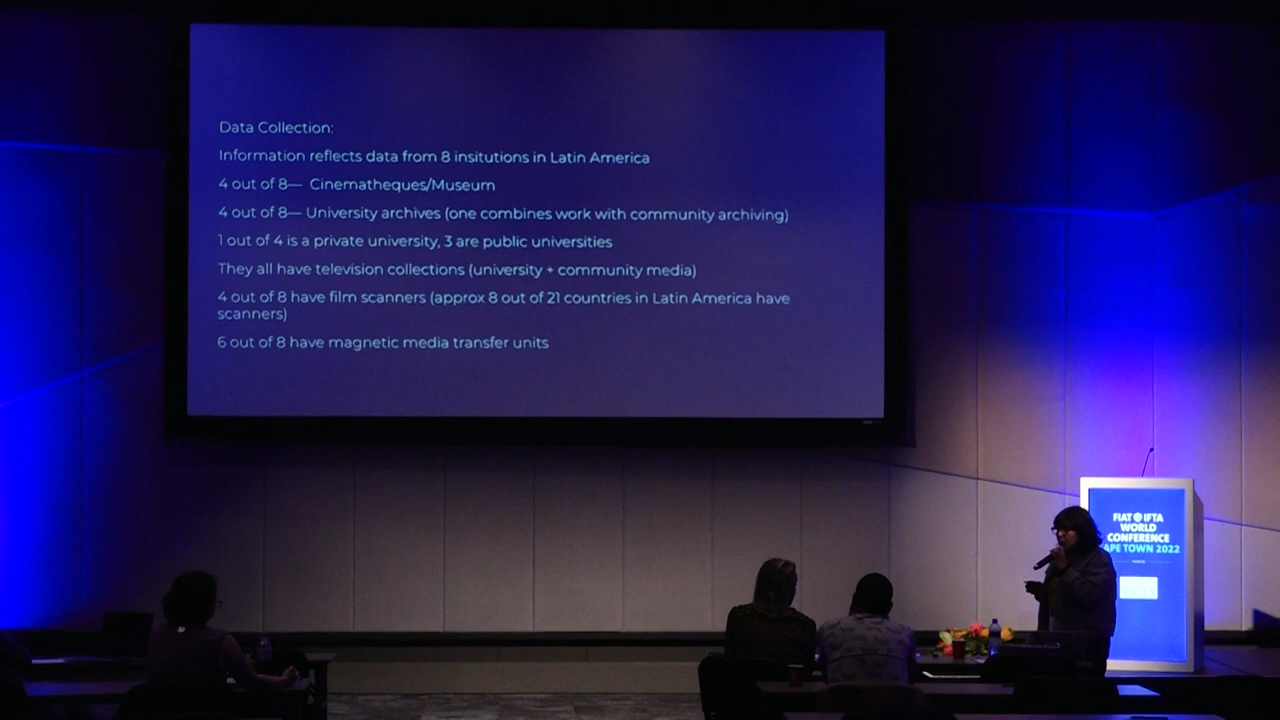 Data Collection:
Information reflects data from 8 insitutions in Latin America
4 out of 8— Cinematheques/Museum
4 out of 8— University archives (one combines work with community archiving)
1 out of 4 is a private university, 3 are public universities
They all have television collections (university + community media)
4 out of 8 have film scanners (approx 8 out of 21 countries in Latin America have
scanners)
6 out of 8 have magnetic media transfer units
FIAT IFTA
WORLD
CONFERENCE
APE TOWN 2022